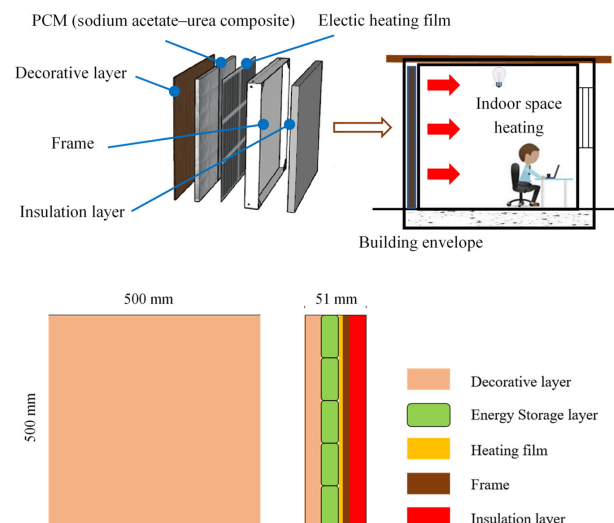 PCM (sodium acetate–urea composite)
Electic heating film
Decorative layer
Frame
Insulation layer
Indoor space
heating
Building envelope
500 mm
51 mm
500 mm
Decorative layer
Energy Storage layer
Heating film
Frame
Insulation layer